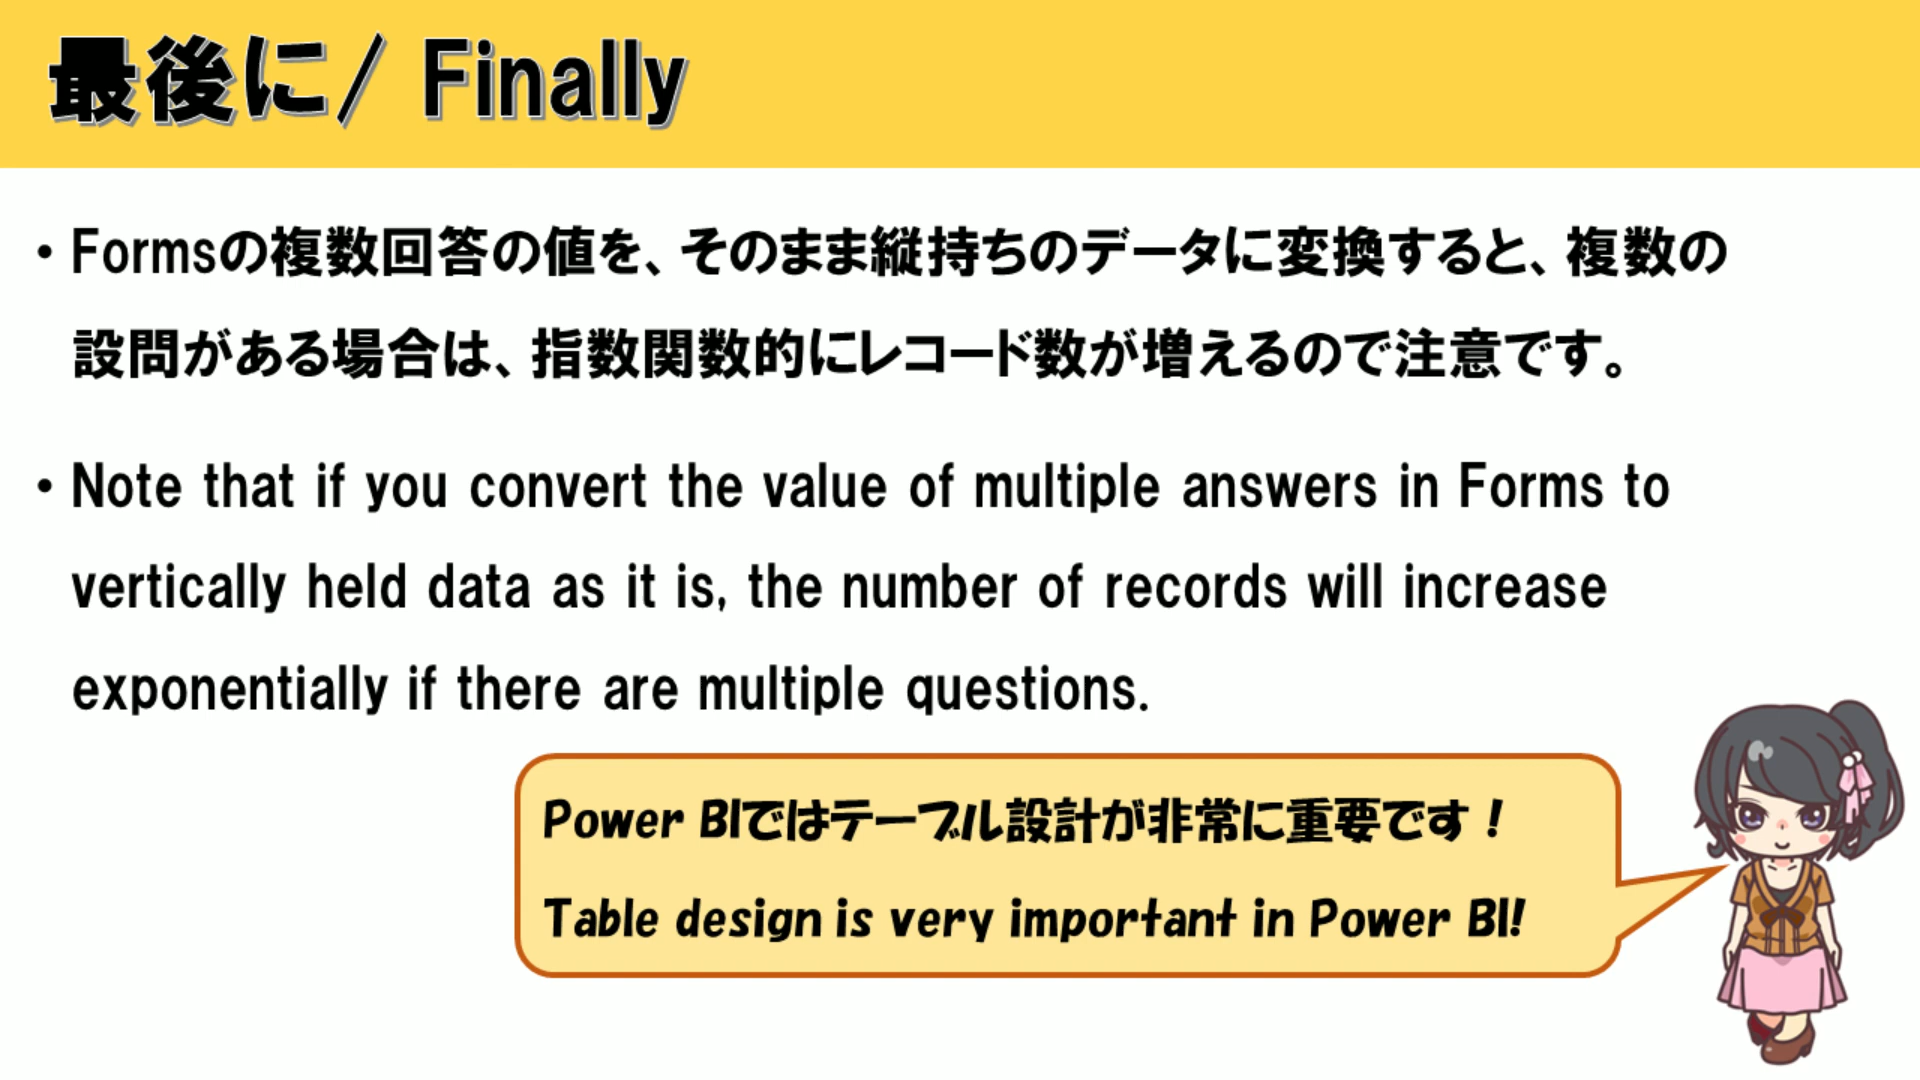 最後に/ Finally
・Formsの複数回答の値を、そのまま縦持ちのデータに変換すると、複数の
設問がある場合は、指数関数的にレコード数が増えるので注意です。
・Note that if you convert the value of multiple answers in Forms to
vertically held data as it is, the number of records will increase
exponentially if there are multiple questions.
Power BIではテーブル設計が非常に重要です！
Table design is very important in Power BI!